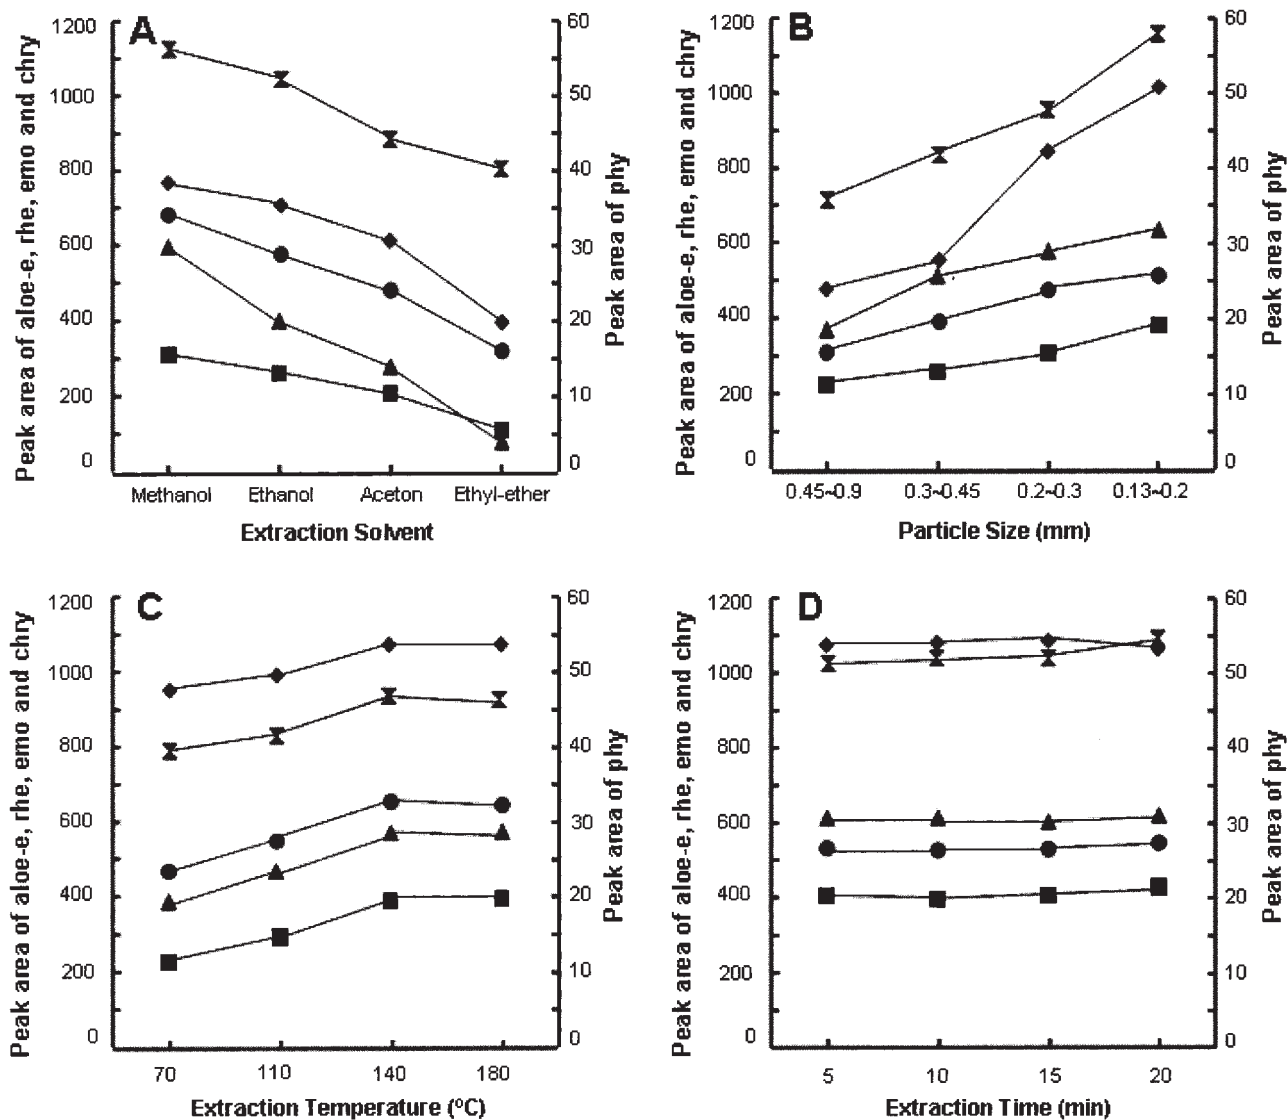 A
Peak area of aloe-e, rhe, emo and chry
1200
1000
800
600
400
200
0
60
50
40
30
20
10
0
Peak area of phy
Methanol Ethanol Aceton Ethyl-ether
Extraction Solvent
B
Peak area of aloe-e, rhe, emo and chry
1200
1000
800
600
400
200
0
60
50
40
30
20
10
0
Peak area of phy
0.45~0.9 0.3~0.45 0.2~0.3 0.13~0.2
Particle Size (mm)
C
Peak area of aloe-e, rhe, emo and chry
1200
1000
800
600
400
200
0
60
50
40
30
20
10
0
Peak area of phy
70 110 140 180
Extraction Temperature (ºC)
D
Peak area of aloe-e, rhe, emo and chry
1200
1000
800
600
400
200
0
60
50
40
30
20
10
0
Peak area of phy
5 10 15 20
Extraction Time (min)